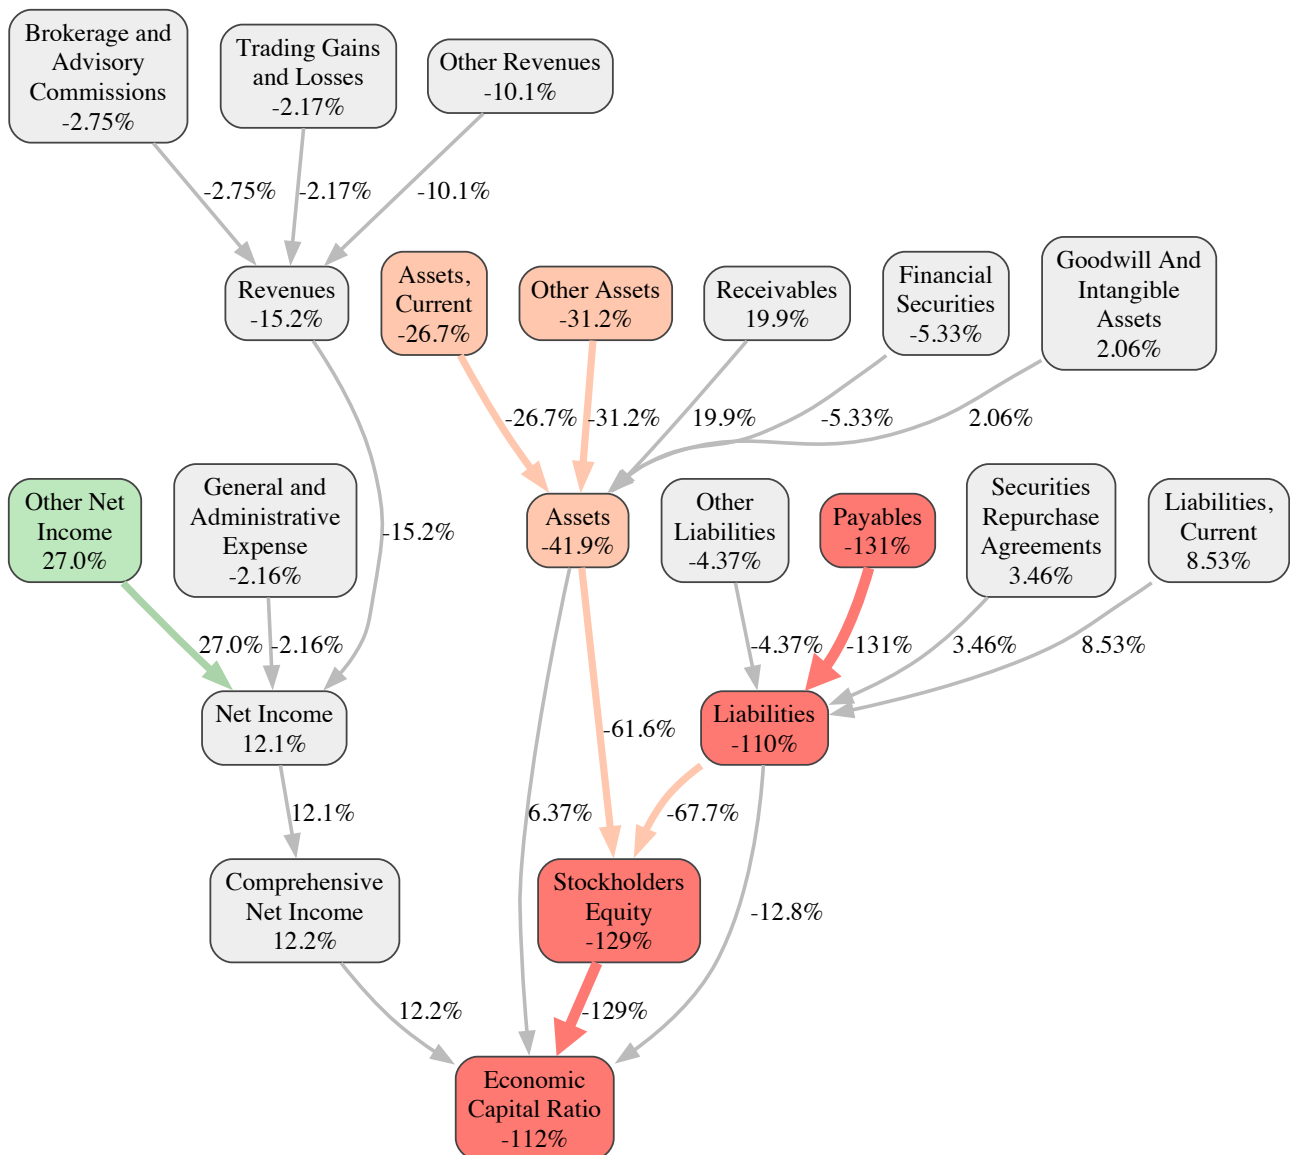 Brokerage and
Advisory
Commissions
-2.75%
Trading Gains
and Losses
-2.17%
Other Revenues
-10.1%
-2.75%
-2.17%
-10.1%
Revenues
-15.2%
Assets,
Current
-26.7%
Other Assets
-31.2%
Receivables
19.9%
Financial
Securities
-5.33%
Goodwill And
Intangible
Assets
2.06%
-26.7%
-31.2%
19.9%
-5.33%
2.06%
Other Net
Income
27.0%
General and
Administrative
Expense
-2.16%
-15.2%
Assets
-41.9%
Other
Liabilities
-4.37%
Payables
-131%
Securities
Repurchase
Agreements
3.46%
Liabilities,
Current
8.53%
27.0%
-2.16%
-4.37%
-131%
3.46%
8.53%
Net Income
12.1%
-61.6%
Liabilities
-110%
12.1%
6.37%
-67.7%
Comprehensive
Net Income
12.2%
Stockholders
Equity
-129%
-12.8%
12.2%
-129%
Economic
Capital Ratio
-112%